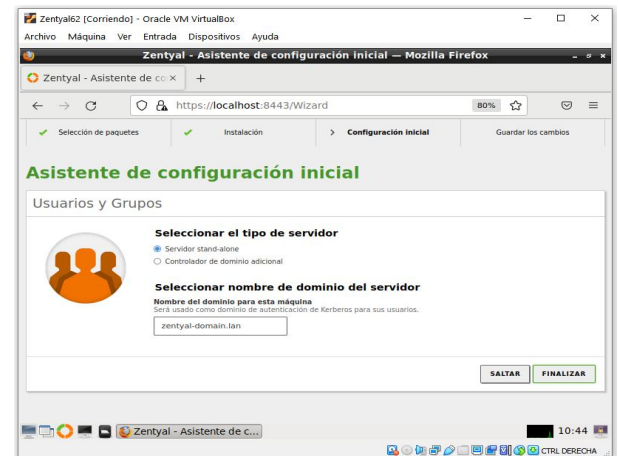 Zentyal62 [Corriendo] - Oracle VM VirtualBox
Archivo Máquina Ver Entrada Dispositivos Ayuda
Zentyal - Asistente de configuración inicial — Mozilla Firefox
Zentyal - Asistente de co
https://localhost:8443/Wizard
80%
Selección de paquetes
Instalación
Configuración inicial
Guardar los cambios
Asistente de configuración inicial
Usuarios y Grupos
Seleccionar el tipo de servidor
Servidor stand-alone
Controlador de dominio adicional
Seleccionar nombre de dominio del servidor
Nombre del dominio para esta máquina
Será usado como dominio de autenticación de Kerberos para sus usuarios.
zentyal-domain.lan
SALTAR
FINALIZAR
Zentyal - Asistente de c...
10:44
CTRL DERECHA